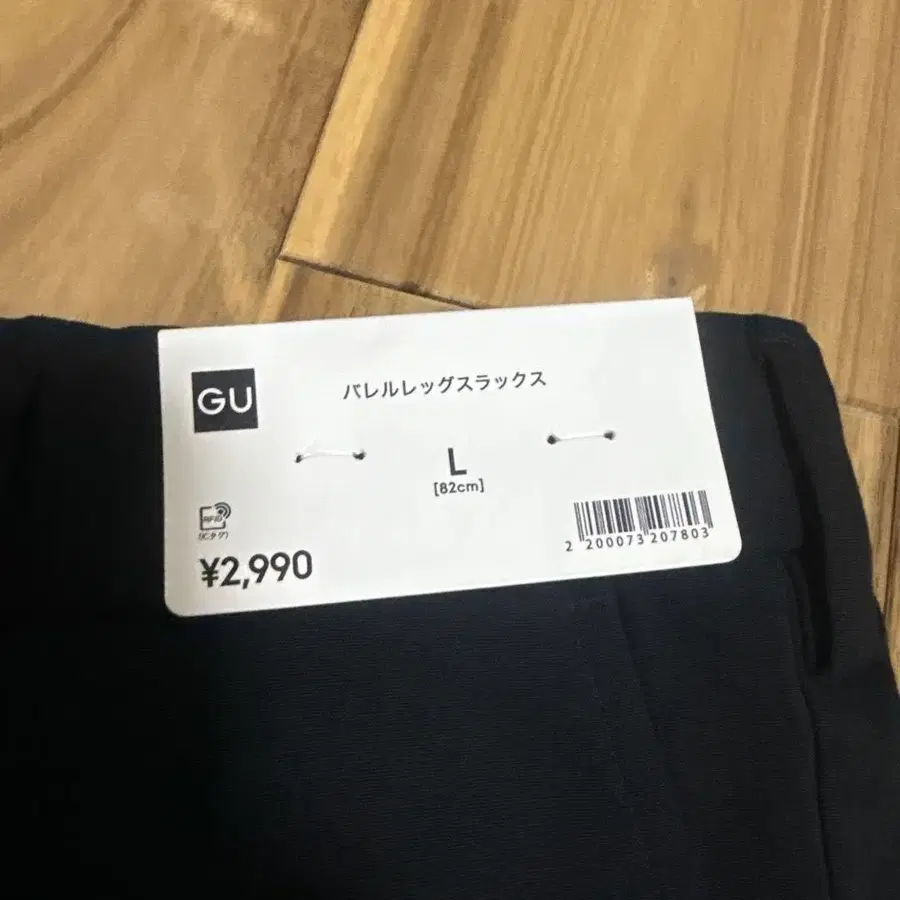 GU
バレルレッグスラックス
L
[82cm]
RFID
(ICタグ)
¥2,990
2 200073 207803